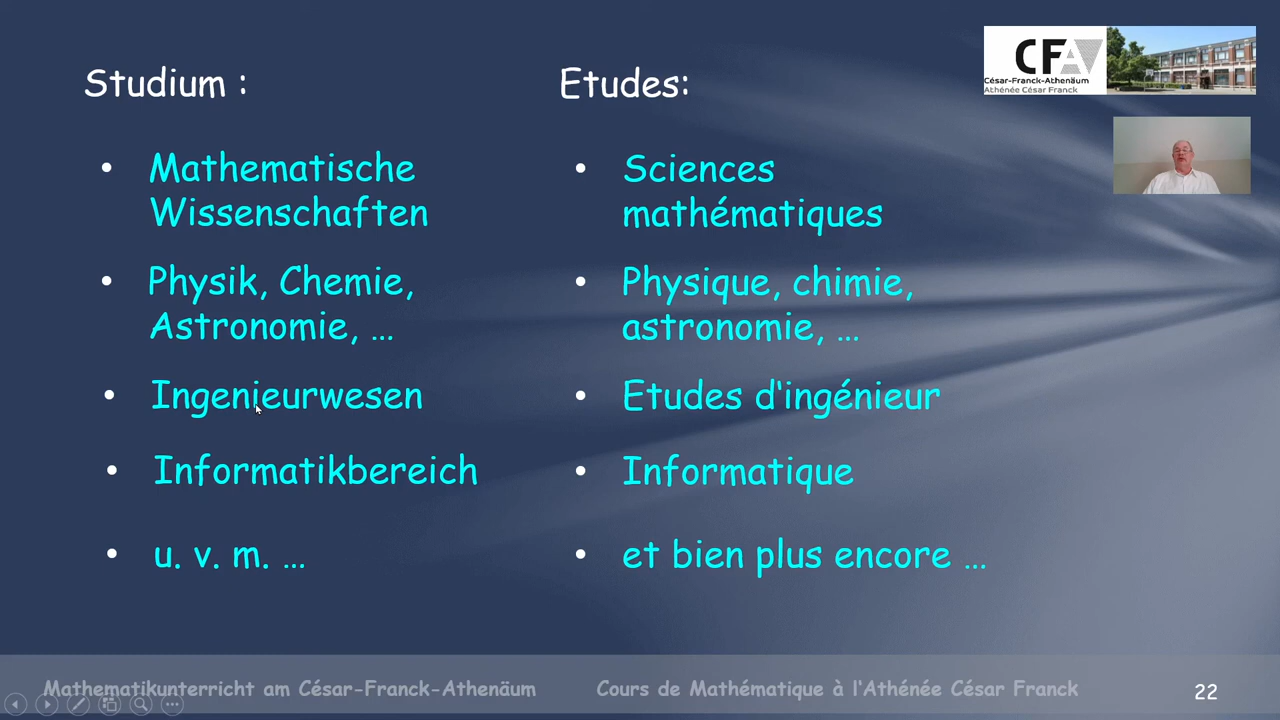 Studium :
• Mathematische
Wissenschaften
• Physik, Chemie,
Astronomie, ...
• Ingenieurwesen
• Informatikbereich
• u. v. m. ...
Etudes:
• Sciences
mathématiques
• Physique, chimie,
astronomie, ...
• Etudes d'ingénieur
• Informatique
• et bien plus encore ...
CFA
César-Franck-Athenäum
Athénée César Franck
Mathematikunterricht am César-Franck-Athenäum
Cours de Mathématique à l'Athénée César Franck
22